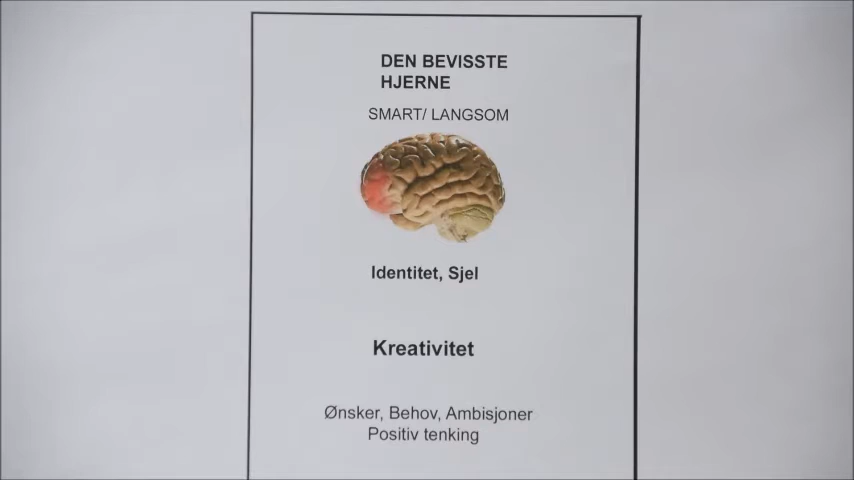 DEN BEVISSTE
HJERNE
SMART/ LANGSOM
Identitet, Sjel
Kreativitet
Ønsker, Behov, Ambisjoner
Positiv tenking